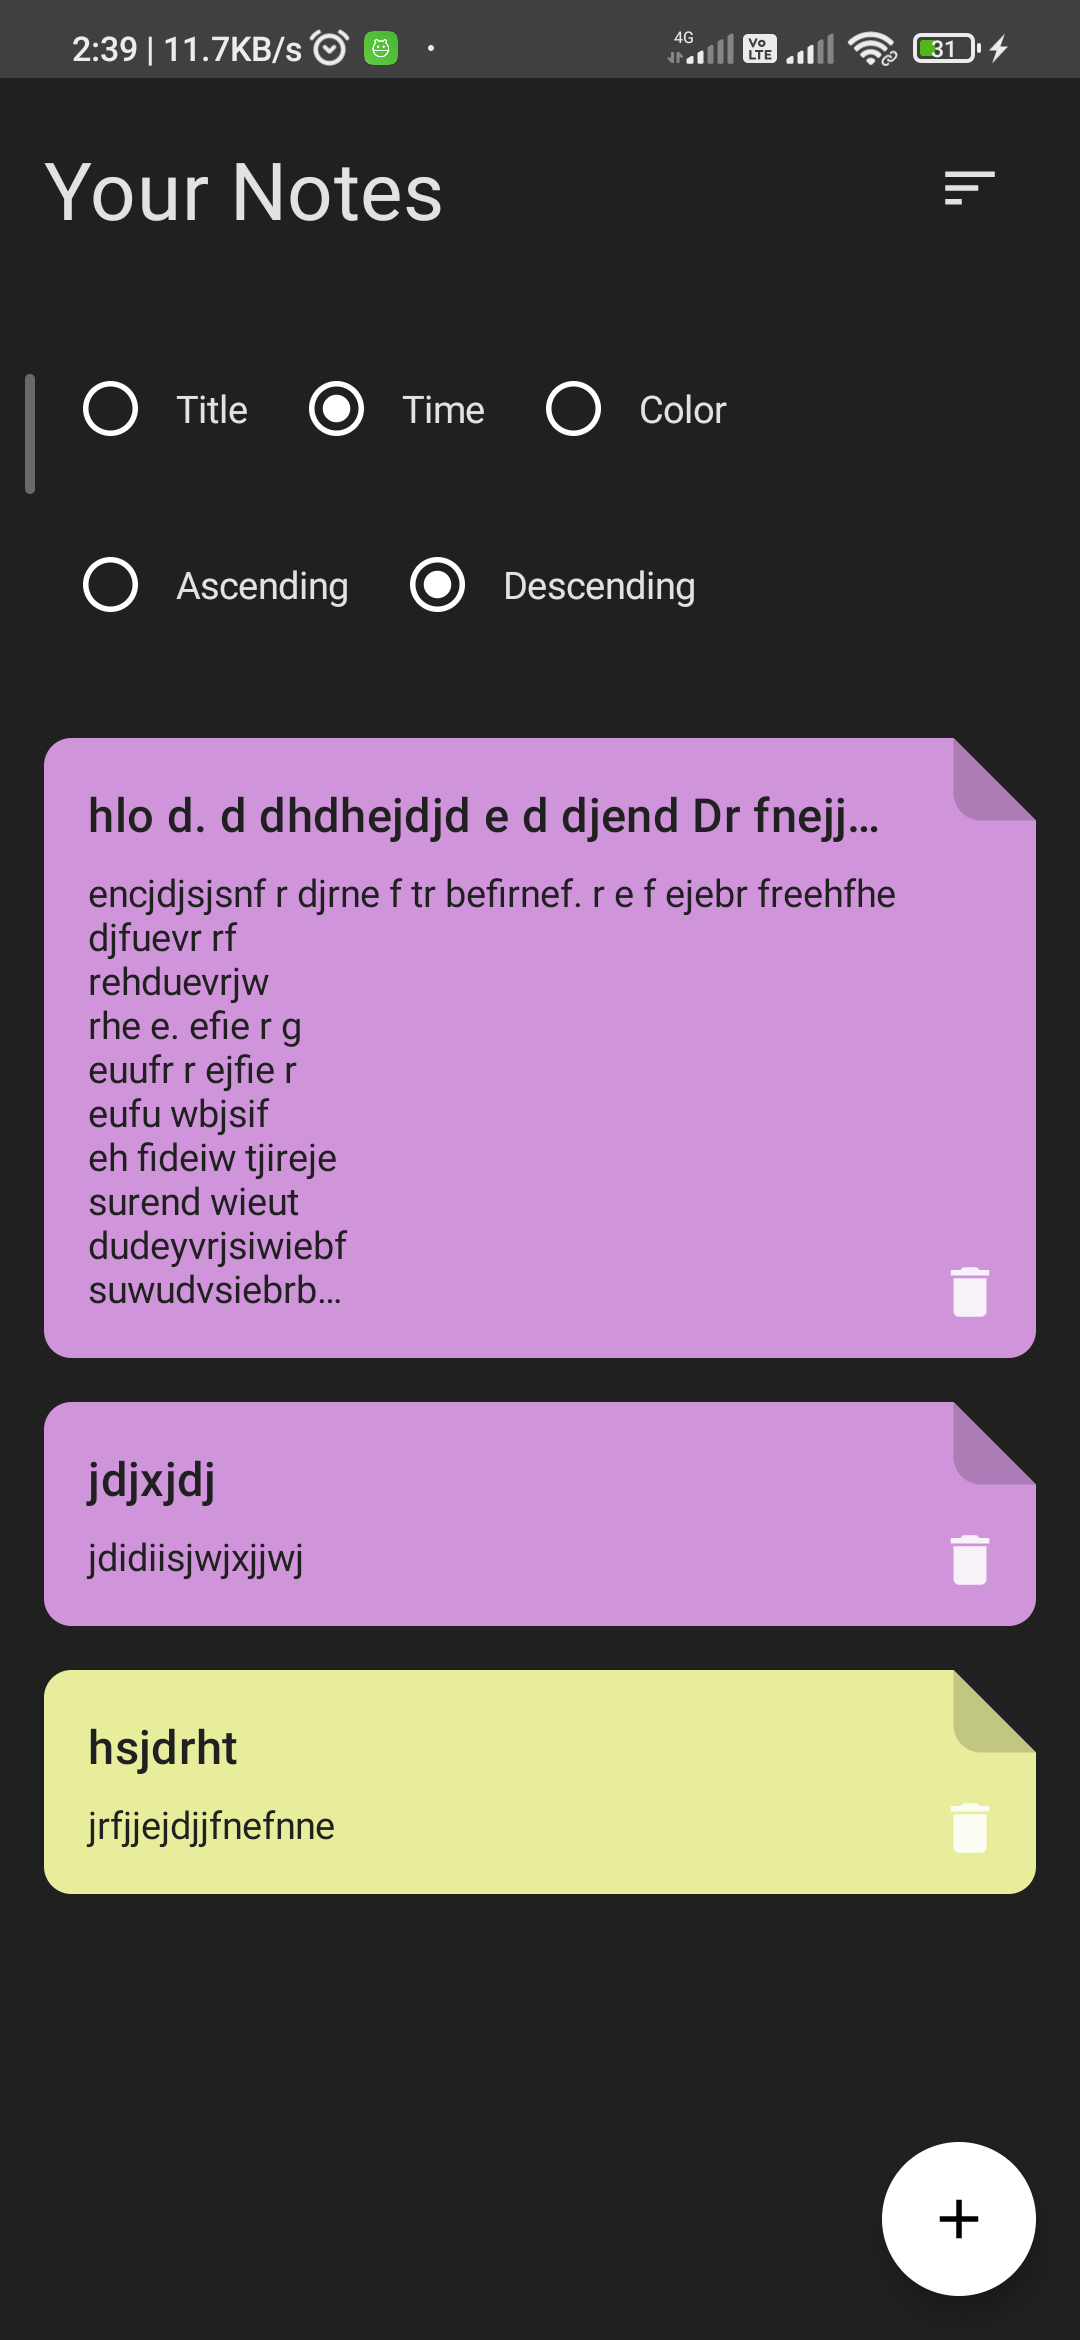 2:39 | 11.7KB/s 4G Vo LTE 31
Your Notes
Title Time Color
Ascending Descending
hlo d. d dhdhejdjd e d djend Dr fnejj...
encjdjsjsnf r djrne f tr befirnef. r e f ejebr freehfhe
djfuevr rf
rehduevrjw
rhe e. efie r g
euufr r ejfie r
eufu wbjsif
eh fideiw tjireje
surend wieut
dudeyvrjsiwiebf
suwudvsiebrb...
jdjxjdj
jdidiisjwjxjjwj
hsjdrht
jrfjjejdjjfnefnne